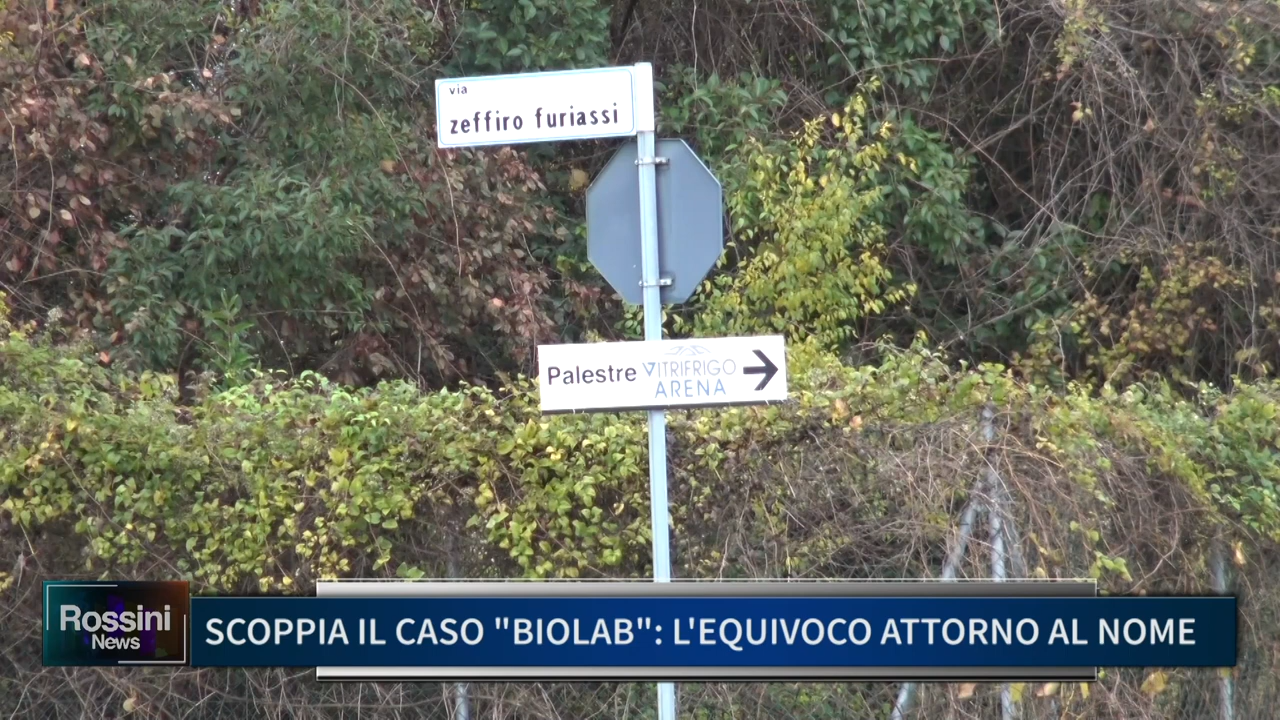 via
zeffiro furiassi
Palestre VITRIFRIGO ARENA
Rossini News
SCOPPIA IL CASO "BIOLAB": L'EQUIVOCO ATTORNO AL NOME